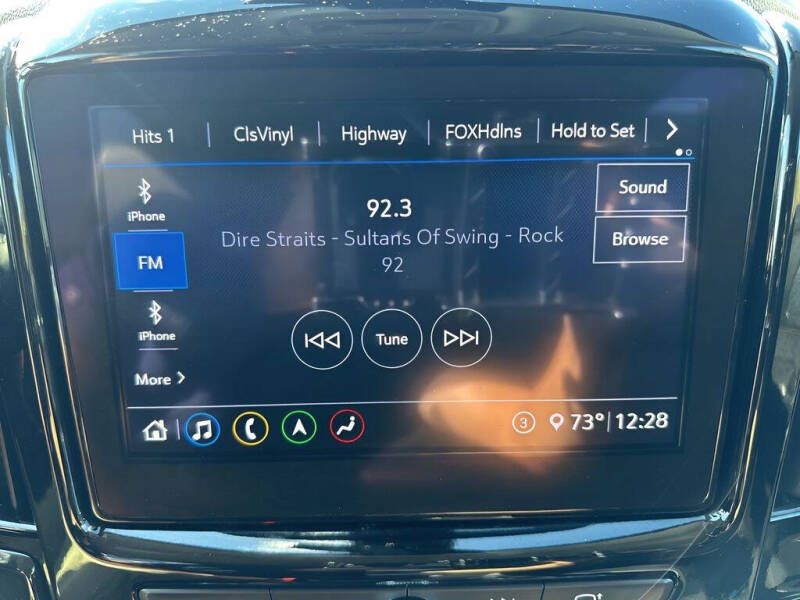 Hits 1 ClsVinyl Highway FOXHdlns Hold to Set
iPhone
FM
iPhone
More
92.3
Dire Straits - Sultans Of Swing - Rock
92
Sound
Browse
Tune
3 73° 12:28